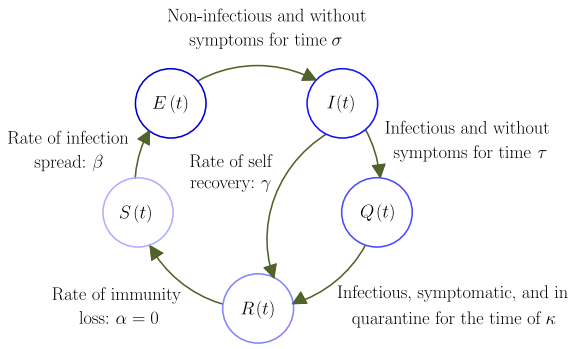 Non-infectious and without
symptoms for time σ
E (t)
I(t)
Infectious and without
symptoms for time τ
Rate of infection
spread: β
Rate of self
recovery: γ
S (t)
Q (t)
Rate of immunity
loss: α = 0
R(t)
Infectious, symptomatic, and in
quarantine for the time of κ